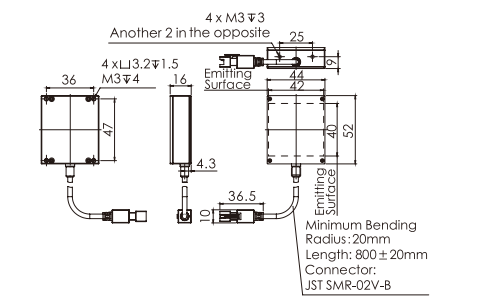 4 x M3↧3
Another 2 in the opposite
25
9
4 x⌴3.2↧1.5
M3↧4
36
16
Emitting
Surface
44
42
47
40
52
4.3
36.5
10
Emitting
Surface
Minimum Bending
Radius:20mm
Length: 800±20mm
Connector:
JST SMR-02V-B